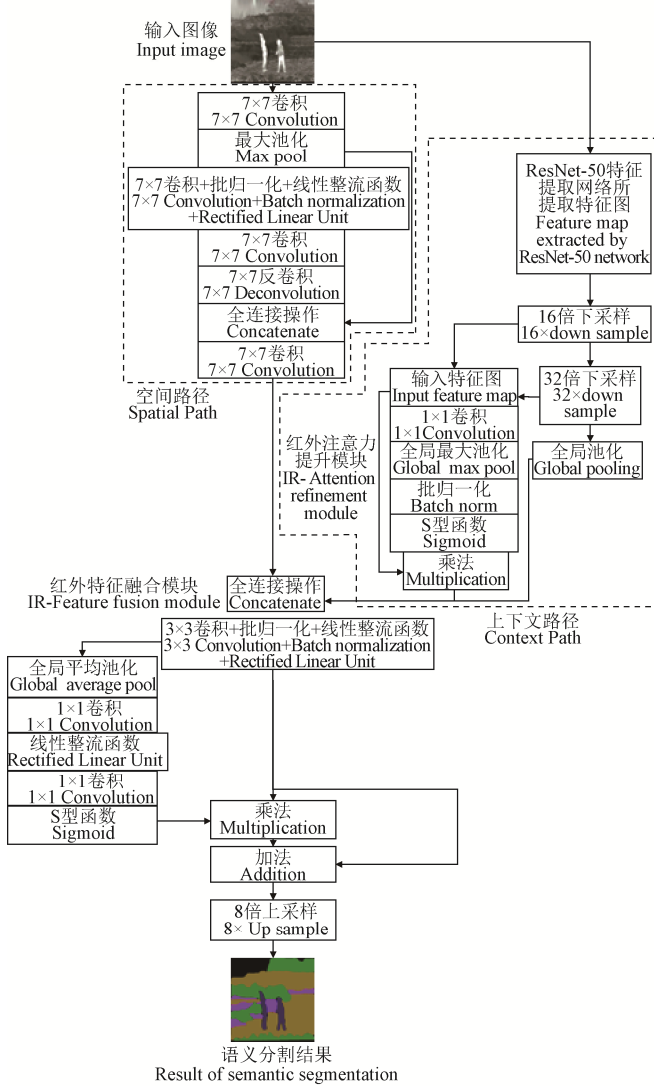 输入图像
Input image
7×7卷积
7×7 Convolution
最大池化
Max pool
7×7卷积+批归一化+线性整流函数
7×7 Convolution+Batch normalization
+Rectified Linear Unit
7×7卷积
7×7 Convolution
7×7反卷积
7×7 Deconvolution
全连接操作
Concatenate
7×7卷积
7×7 Convolution
空间路径
Spatial Path
ResNet-50特征
提取网络所
提取特征图
Feature map
extracted by
ResNet-50 network
16倍下采样
16×down sample
32倍下采样
32×down
sample
全局池化
Global pooling
输入特征图
Input feature map
1×1卷积
1×1Convolution
全局最大池化
Global max pool
批归一化
Batch norm
S型函数
Sigmoid
乘法
Multiplication
红外注意力
提升模块
IR- Attention
refinement
module
上下文路径
Context Path
红外特征融合模块
IR-Feature fusion module
全连接操作
Concatenate
3×3卷积+批归一化+线性整流函数
3×3 Convolution+Batch normalization
+Rectified Linear Unit
全局平均池化
Global average pool
1×1卷积
1×1 Convolution
线性整流函数
Rectified Linear Unit
1×1卷积
1×1 Convolution
S型函数
Sigmoid
乘法
Multiplication
加法
Addition
8倍上采样
8× Up sample
语义分割结果
Result of semantic segmentation